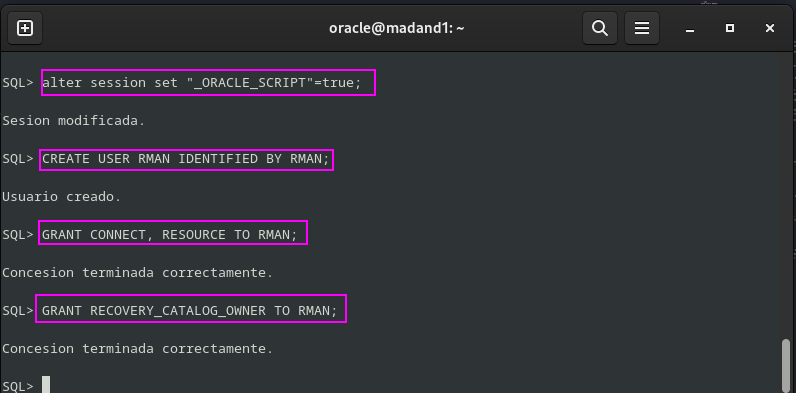 oracle@madand1: ~
SQL> alter session set "_ORACLE_SCRIPT"=true;
Sesion modificada.
SQL> CREATE USER RMAN IDENTIFIED BY RMAN;
Usuario creado.
SQL> GRANT CONNECT, RESOURCE TO RMAN;
Concesion terminada correctamente.
SQL> GRANT RECOVERY_CATALOG_OWNER TO RMAN;
Concesion terminada correctamente.
SQL>